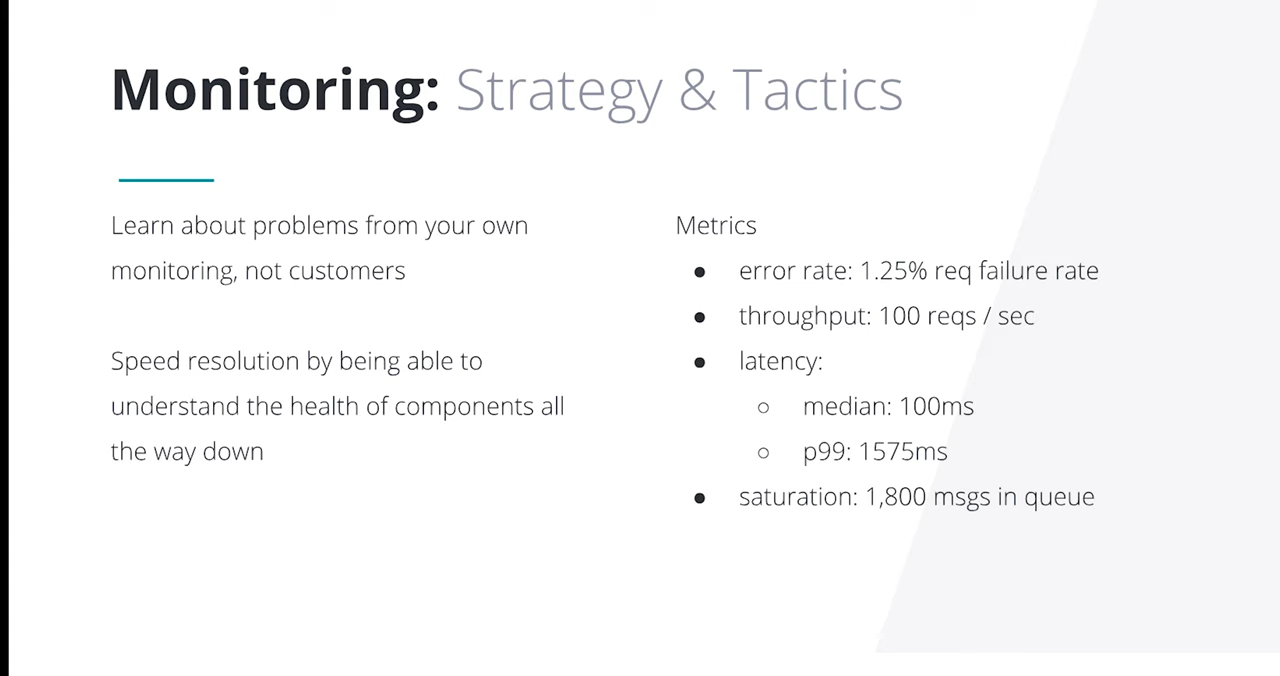 Monitoring: Strategy & Tactics
Learn about problems from your own
monitoring, not customers
Speed resolution by being able to
understand the health of components all
the way down
Metrics
● error rate: 1.25% req failure rate
● throughput: 100 reqs / sec
● latency:
○ median: 100ms
○ p99: 1575ms
● saturation: 1,800 msgs in queue